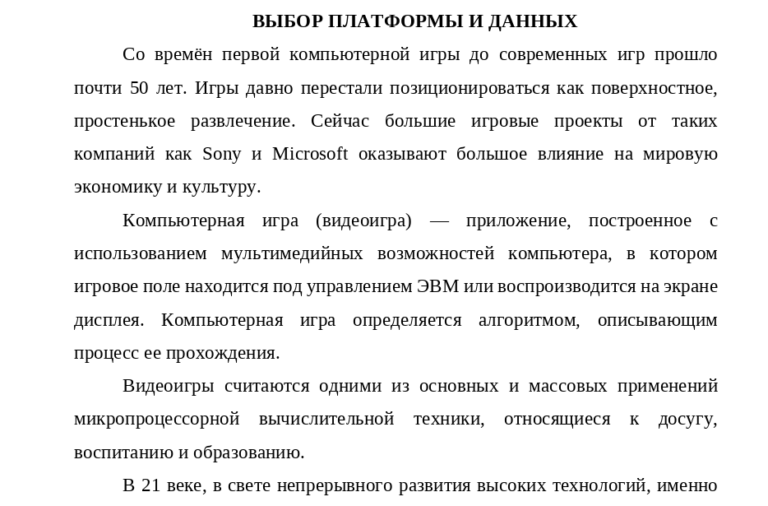 ВЫБОР ПЛАТФОРМЫ И ДАННЫХ
Со времён первой компьютерной игры до современных игр прошло
почти 50 лет. Игры давно перестали позиционироваться как поверхностное,
простенькое развлечение. Сейчас большие игровые проекты от таких
компаний как Sony и Microsoft оказывают большое влияние на мировую
экономику и культуру.
Компьютерная игра (видеоигра) — приложение, построенное с
использованием мультимедийных возможностей компьютера, в котором
игровое поле находится под управлением ЭВМ или воспроизводится на экране
дисплея. Компьютерная игра определяется алгоритмом, описывающим
процесс ее прохождения.
Видеоигры считаются одними из основных и массовых применений
микропроцессорной вычислительной техники, относящиеся к досугу,
воспитанию и образованию.
В 21 веке, в свете непрерывного развития высоких технологий, именно